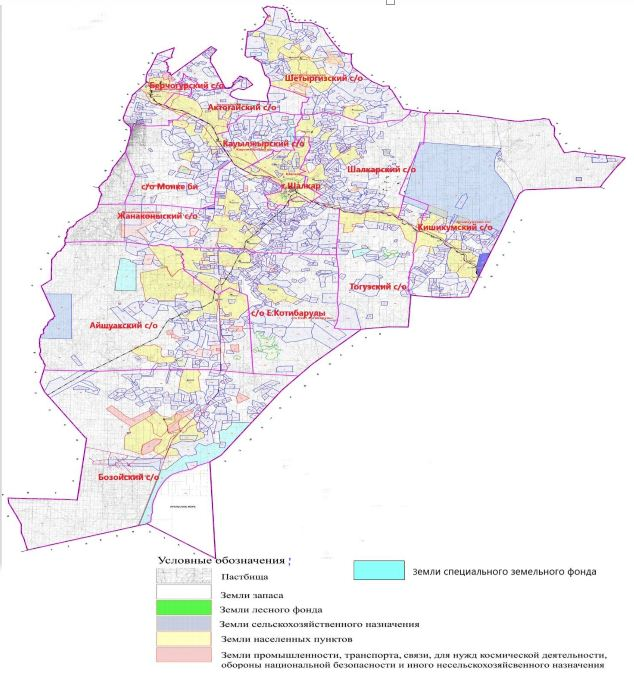 Шетыргизский с/о
Берчогурский с/о
Актогайский с/о
Кауылжырский с/о
Шалкарский с/о
с/о Монке би
г.Шалкар
Жанаконыский с/о
Кишикумский с/о
Тогузский с/о
с/о Е.Котибарулы
Айшуакский с/о
Бозойский с/о
Условные обозначения ;
Пастбища
Земли запаса
Земли лесного фонда
Земли сельскохозяйственного назначения
Земли населенных пунктов
Земли промышленности, транспорта, связи, для нужд космической деятельности,
обороны национальной безопасности и иного несельскохозяйсвенного назначения
Земли специального земельного фонда